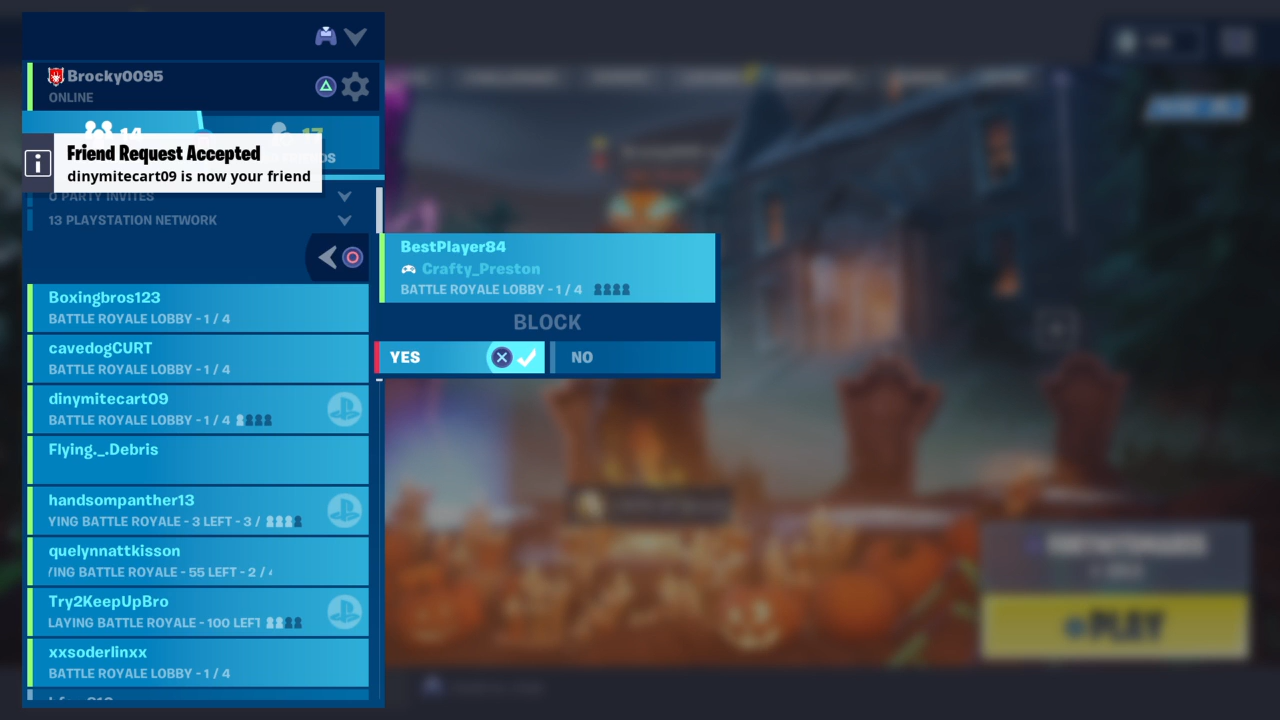 Brocky0095
ONLINE
14
17
Friend Request Accepted
dinymitecart09 is now your friend
0 PARTY INVITES
13 PLAYSTATION NETWORK
BestPlayer84
Crafty_Preston
BATTLE ROYALE LOBBY - 1 / 4
BLOCK
YES
NO
Boxingbros123
BATTLE ROYALE LOBBY - 1 / 4
cavedogCURT
BATTLE ROYALE LOBBY - 1 / 4
dinymitecart09
BATTLE ROYALE LOBBY - 1 / 4
Flying._.Debris
handsompanther13
YING BATTLE ROYALE - 3 LEFT - 3 /
quelynnattkisson
YING BATTLE ROYALE - 55 LEFT - 2 / 4
Try2KeepUpBro
LAYING BATTLE ROYALE - 100 LEFT
xxsoderlinxx
BATTLE ROYALE LOBBY - 1 / 4
PLAY